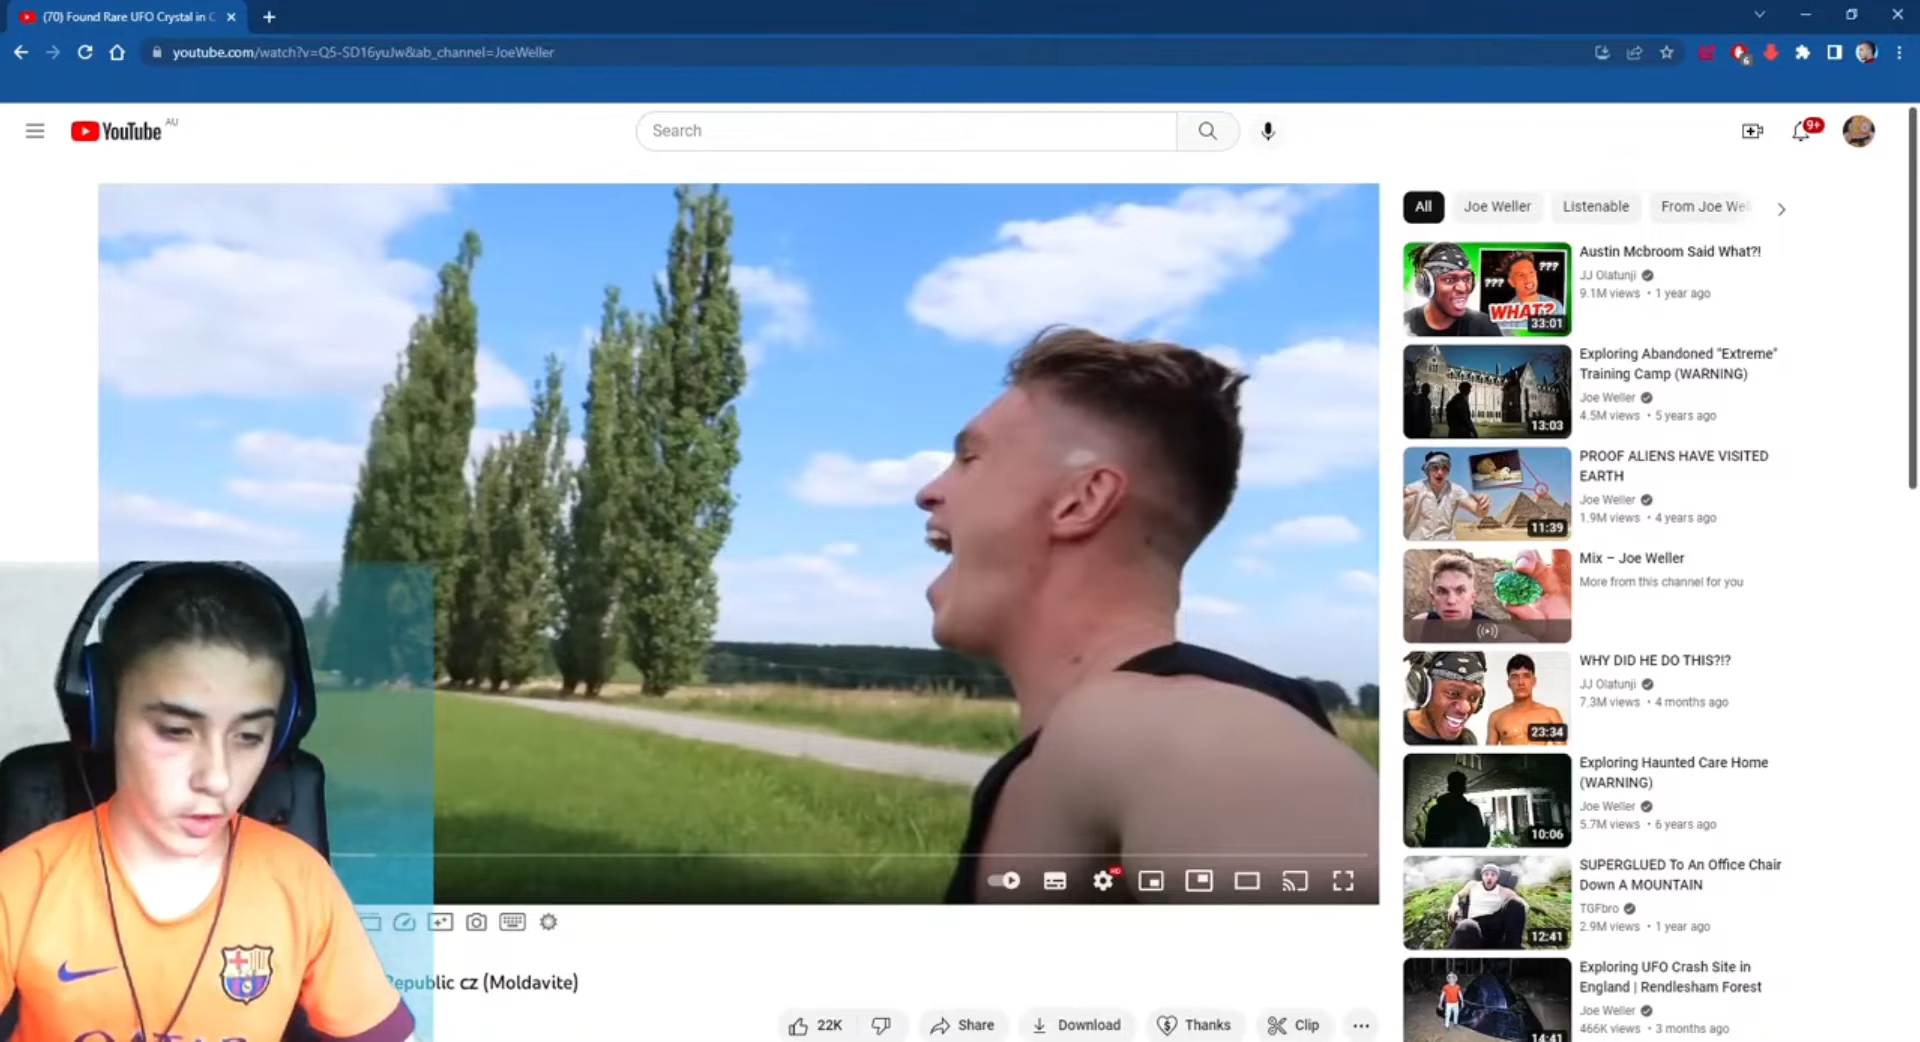 (70) Found Rare UFO Crystal in C
youtube.com/watch?v=Q5-SD16yuJw&ab_channel=JoeWeller
6
YouTube AU
Search
9+
All
Joe Weller
Listenable
From Joe Wel
Austin Mcbroom Said What?!
JJ Olatunji
9.1M views • 1 year ago
???
???
WHAT?
33:01
Exploring Abandoned "Extreme"
Training Camp (WARNING)
Joe Weller
4.5M views • 5 years ago
13:03
PROOF ALIENS HAVE VISITED
EARTH
Joe Weller
1.9M views • 4 years ago
11:39
Mix – Joe Weller
More from this channel for you
WHY DID HE DO THIS?!?
JJ Olatunji
7.3M views • 4 months ago
23:34
Exploring Haunted Care Home
(WARNING)
Joe Weller
5.7M views • 6 years ago
10:06
SUPERGLUED To An Office Chair
Down A MOUNTAIN
TGFbro
2.9M views • 1 year ago
12:41
Exploring UFO Crash Site in
England | Rendlesham Forest
Joe Weller
466K views • 3 months ago
14:41
HD
Republic cz (Moldavite)
22K
Share
Download
Thanks
Clip